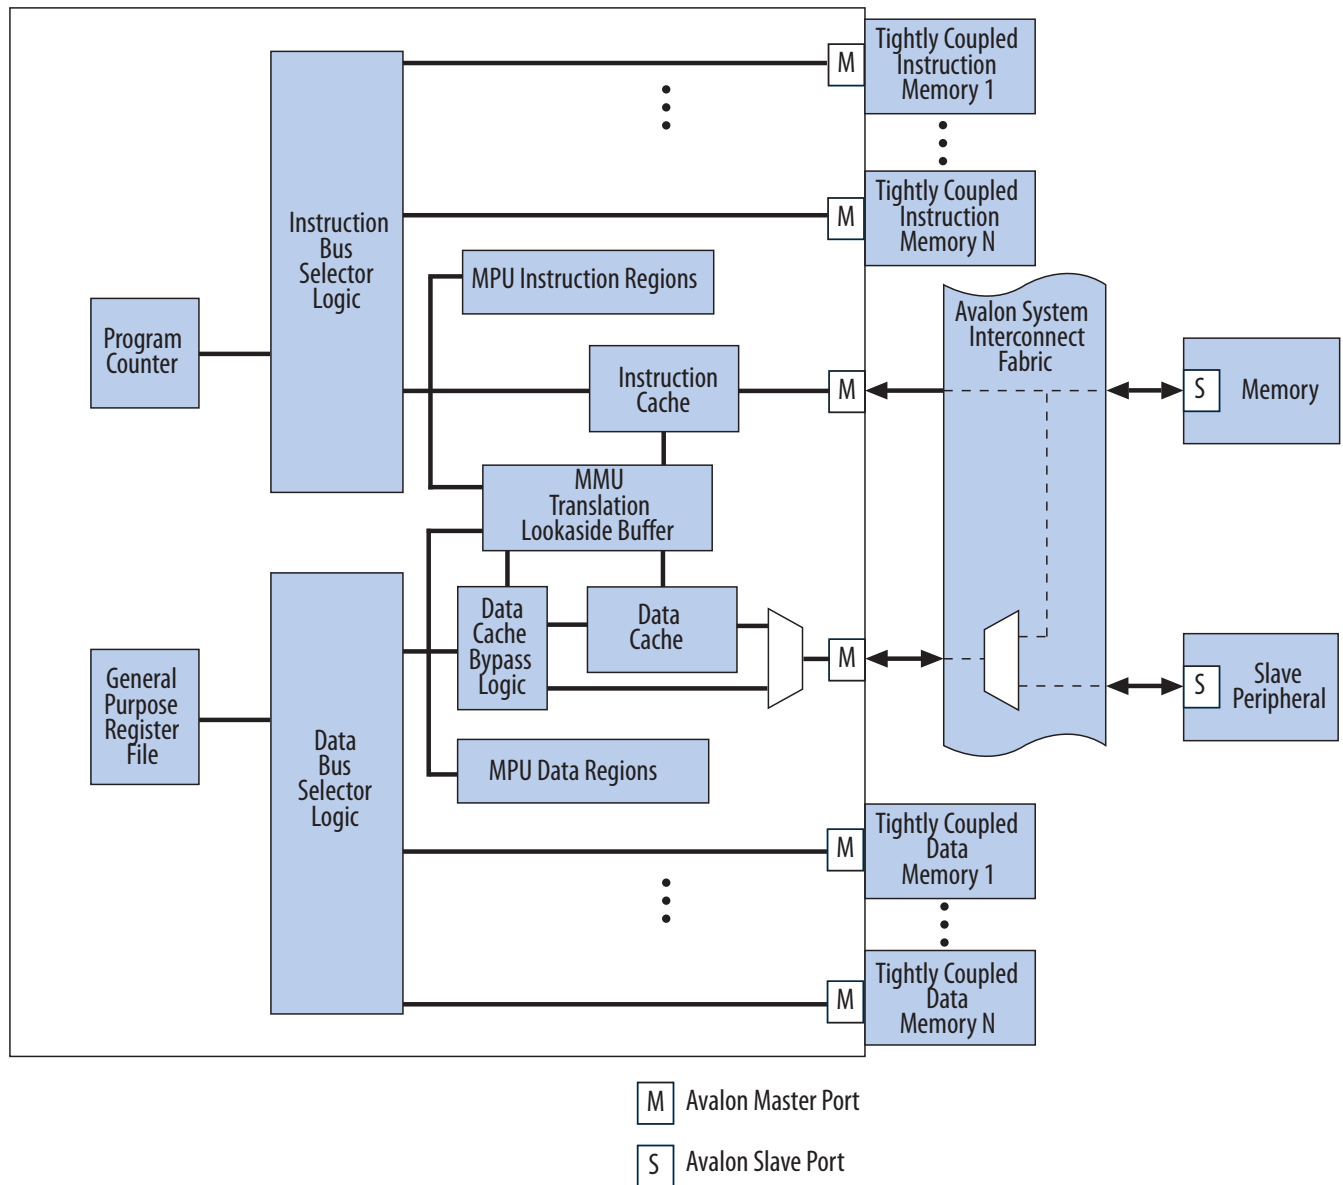 Tightly Coupled
Instruction
Memory 1
M
Tightly Coupled
Instruction
Memory N
M
Instruction
Bus
Selector
Logic
MPU Instruction Regions
Program
Counter
Instruction
Cache
M
Avalon System
Interconnect
Fabric
S
Memory
MMU
Translation
Lookaside Buffer
Data
Cache
Bypass
Logic
Data
Cache
M
General
Purpose
Register
File
Data
Bus
Selector
Logic
S
Slave
Peripheral
MPU Data Regions
M
Tightly Coupled
Data
Memory 1
M
Tightly Coupled
Data
Memory N
M Avalon Master Port
S Avalon Slave Port